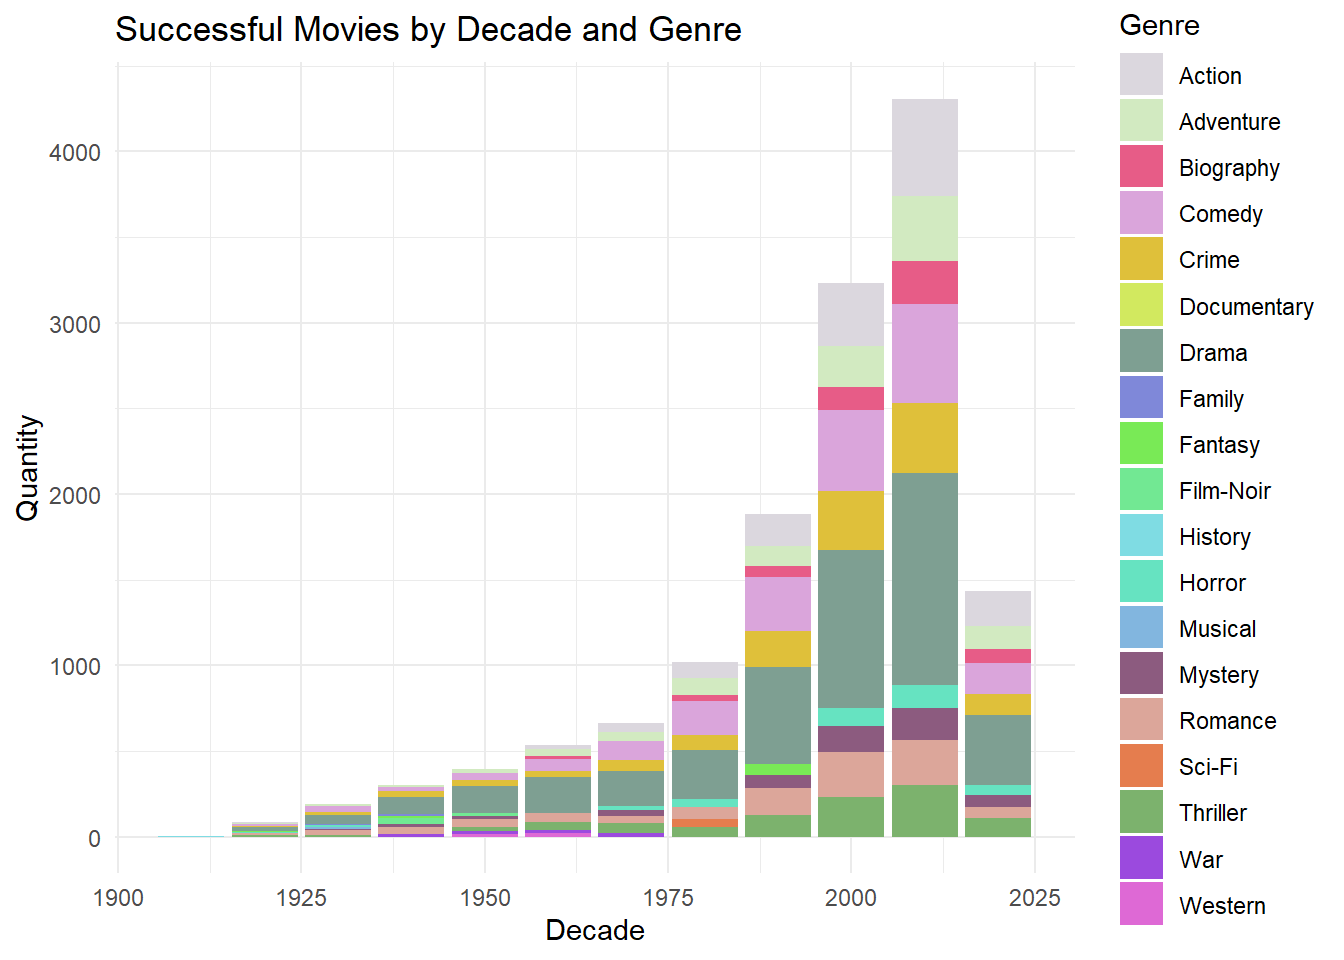 Successful Movies by Decade and Genre
Genre
Action
Adventure
Biography
Comedy
Crime
Documentary
Drama
Family
Fantasy
Film-Noir
History
Horror
Musical
Mystery
Romance
Sci-Fi
Thriller
War
Western
Quantity
4000
3000
2000
1000
0
1900 1925 1950 1975 2000 2025
Decade